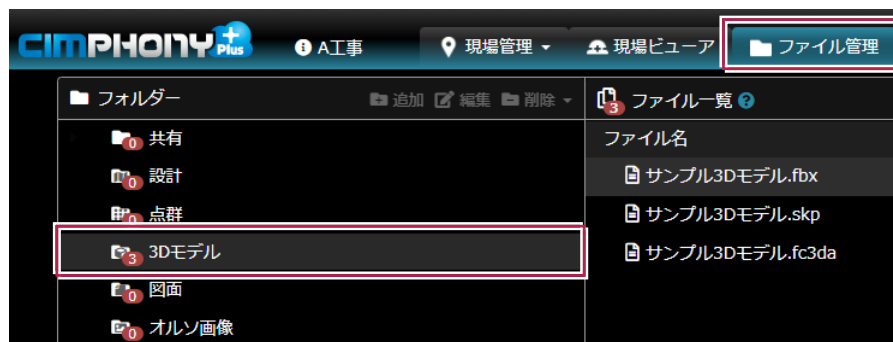 CIMPHONY Plus A工事 現場管理 現場ビューア ファイル管理
フォルダー 追加 編集 削除 3 ファイル一覧
0 共有 ファイル名
0 設計 サンプル3Dモデル.fbx
0 点群 サンプル3Dモデル.skp
3 3Dモデル サンプル3Dモデル.fc3da
0 図面
0 オルソ画像